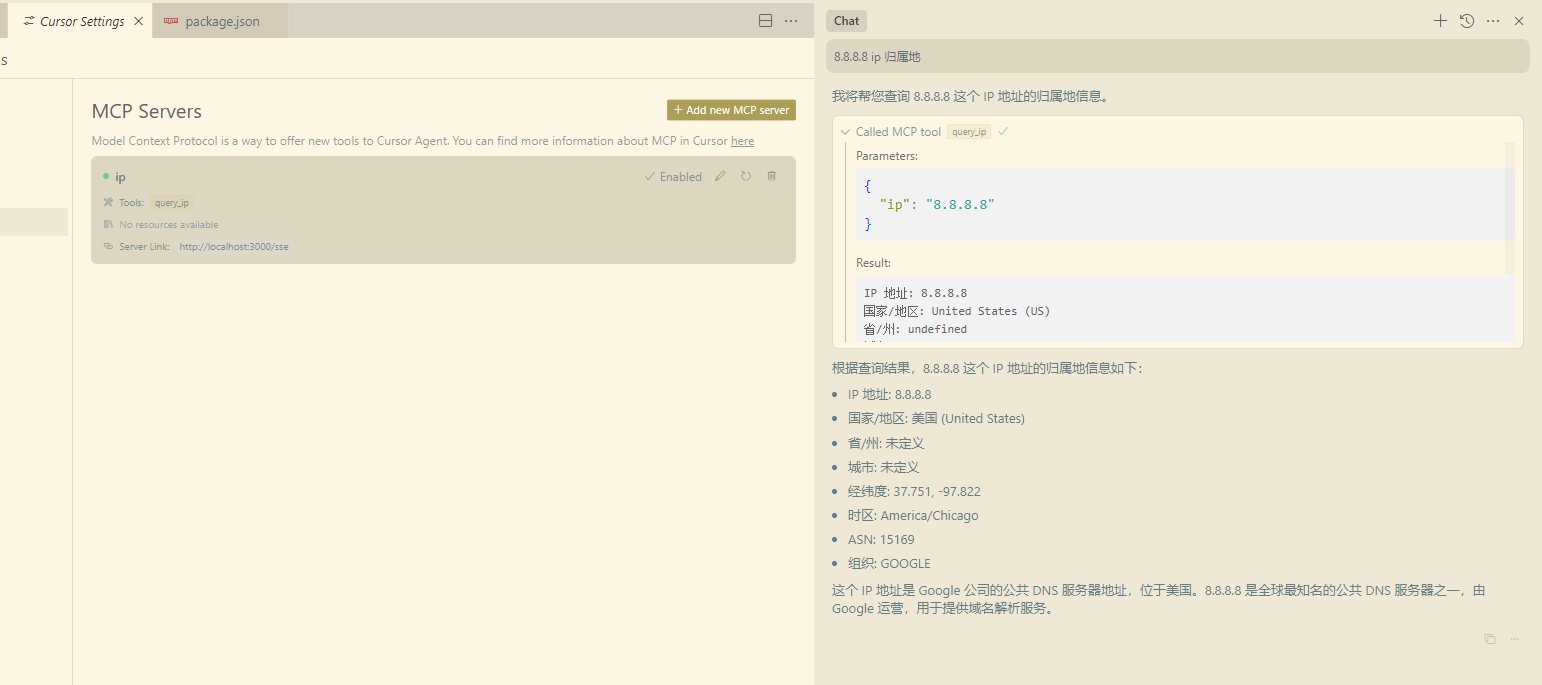 Cursor Settings
package.json
s
MCP Servers
Add new MCP server
Model Context Protocol is a way to offer new tools to Cursor Agent. You can find more information about MCP in Cursor here
ip
Enabled
Tools: query_ip
No resources available
Server Link: http://localhost:3000/sse
Chat
8.8.8.8 ip 归属地
我将帮您查询 8.8.8.8 这个 IP 地址的归属地信息。
Called MCP tool query_ip
Parameters:
{
"ip": "8.8.8.8"
}
Result:
IP 地址: 8.8.8.8
国家/地区: United States (US)
省/州: undefined
根据查询结果，8.8.8.8 这个 IP 地址的归属地信息如下：
IP 地址: 8.8.8.8
国家/地区: 美国 (United States)
省/州: 未定义
城市: 未定义
经纬度: 37.751, -97.822
时区: America/Chicago
ASN: 15169
组织: GOOGLE
这个 IP 地址是 Google 公司的公共 DNS 服务器地址，位于美国。8.8.8.8 是全球最知名的公共 DNS 服务器之一，由
Google 运营，用于提供域名解析服务。